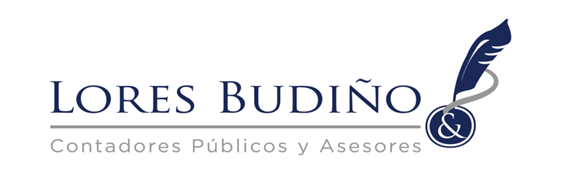 LORES BUDIÑO
&
Contadores Públicos y Asesores